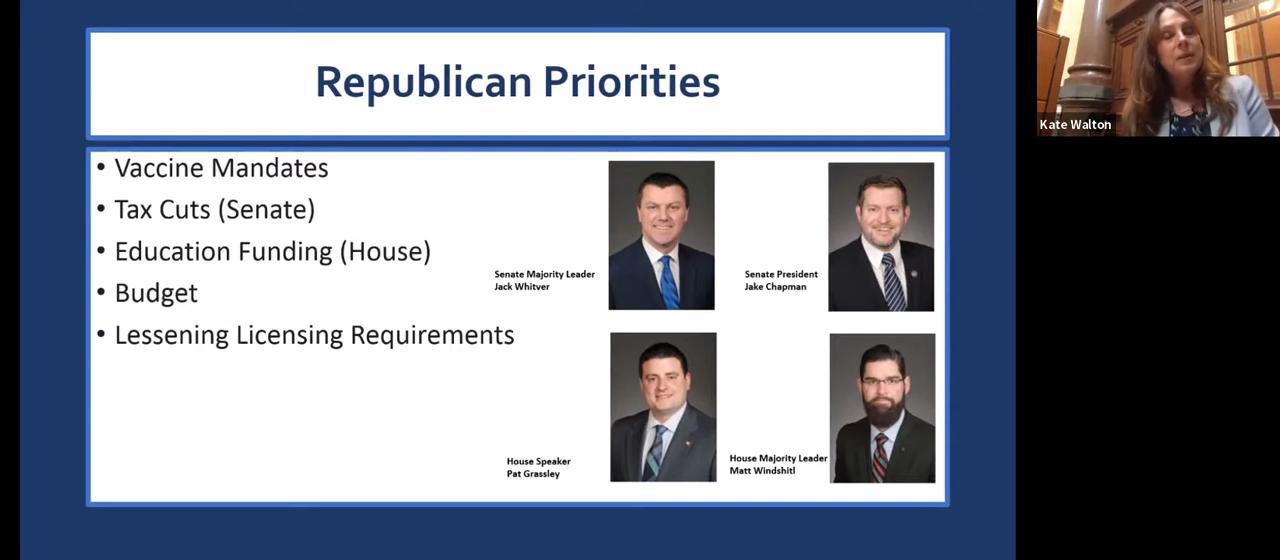 Republican Priorities
• Vaccine Mandates
• Tax Cuts (Senate)
• Education Funding (House)
• Budget
• Lessening Licensing Requirements
Senate Majority Leader
Jack Whitver
Senate President
Jake Chapman
House Speaker
Pat Grassley
House Majority Leader
Matt Windshitl
Kate Walton